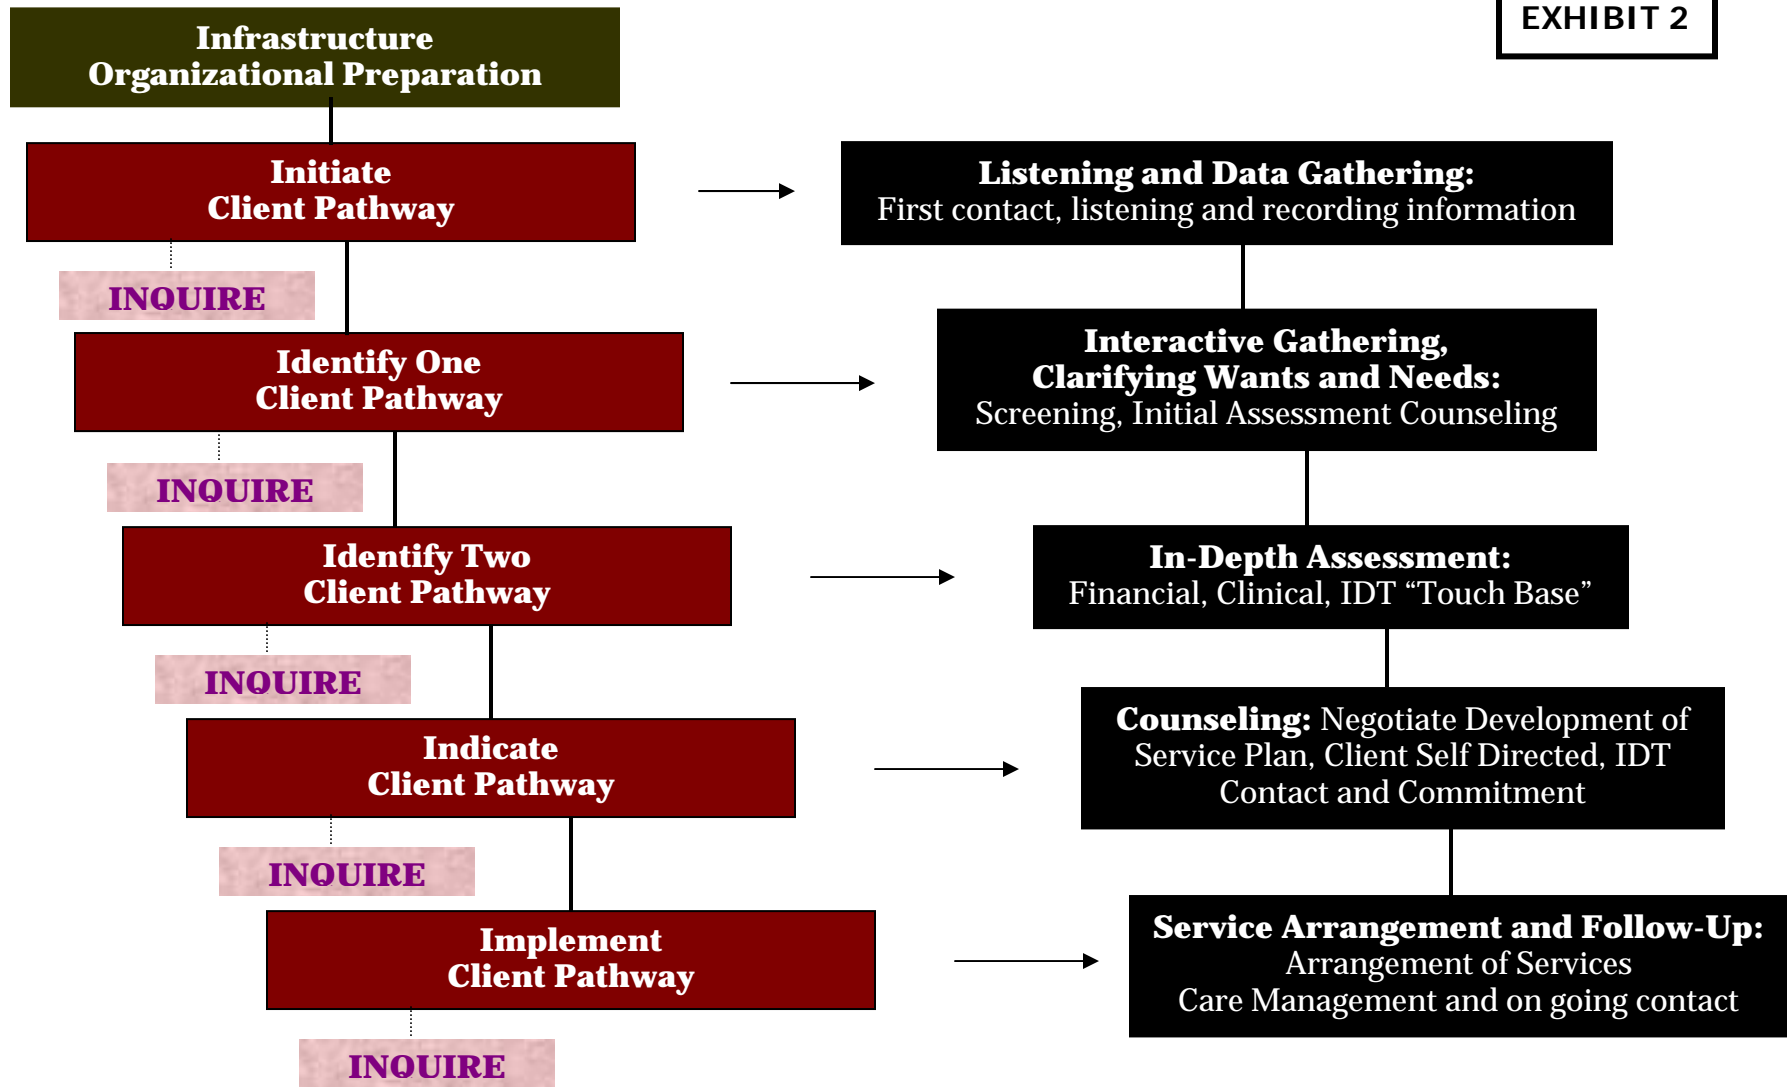 EXHIBIT 2
Infrastructure
Organizational Preparation
Initiate
Client Pathway
Listening and Data Gathering:
First contact, listening and recording information
INQUIRE
Identify One
Client Pathway
Interactive Gathering,
Clarifying Wants and Needs:
Screening, Initial Assessment Counseling
INQUIRE
Identify Two
Client Pathway
In-Depth Assessment:
Financial, Clinical, IDT “Touch Base”
INQUIRE
Indicate
Client Pathway
Counseling: Negotiate Development of
Service Plan, Client Self Directed, IDT
Contact and Commitment
INQUIRE
Implement
Client Pathway
Service Arrangement and Follow-Up:
Arrangement of Services
Care Management and on going contact
INQUIRE